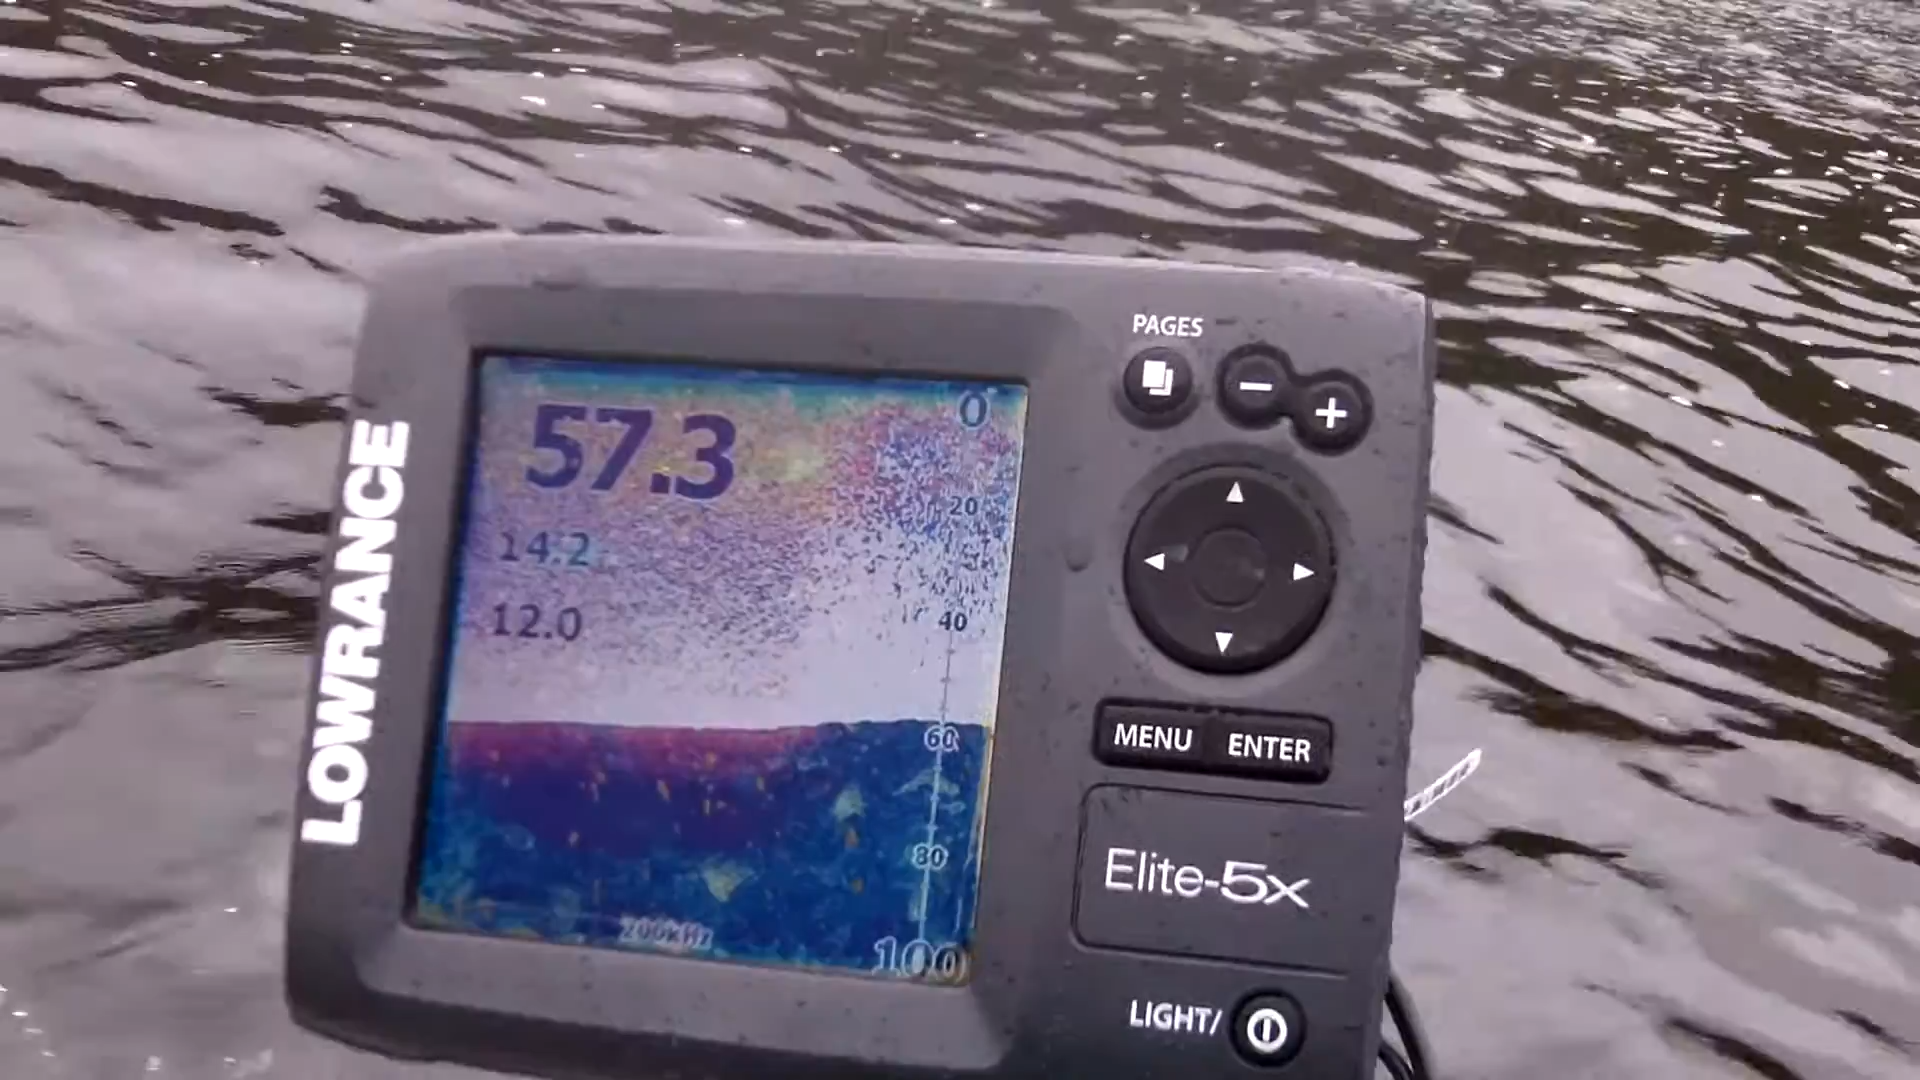 LOWRANCE
57.3
14.2
12.0
0
20
40
60
80
100
200kHz
PAGES
MENU
ENTER
Elite-5x
LIGHT/